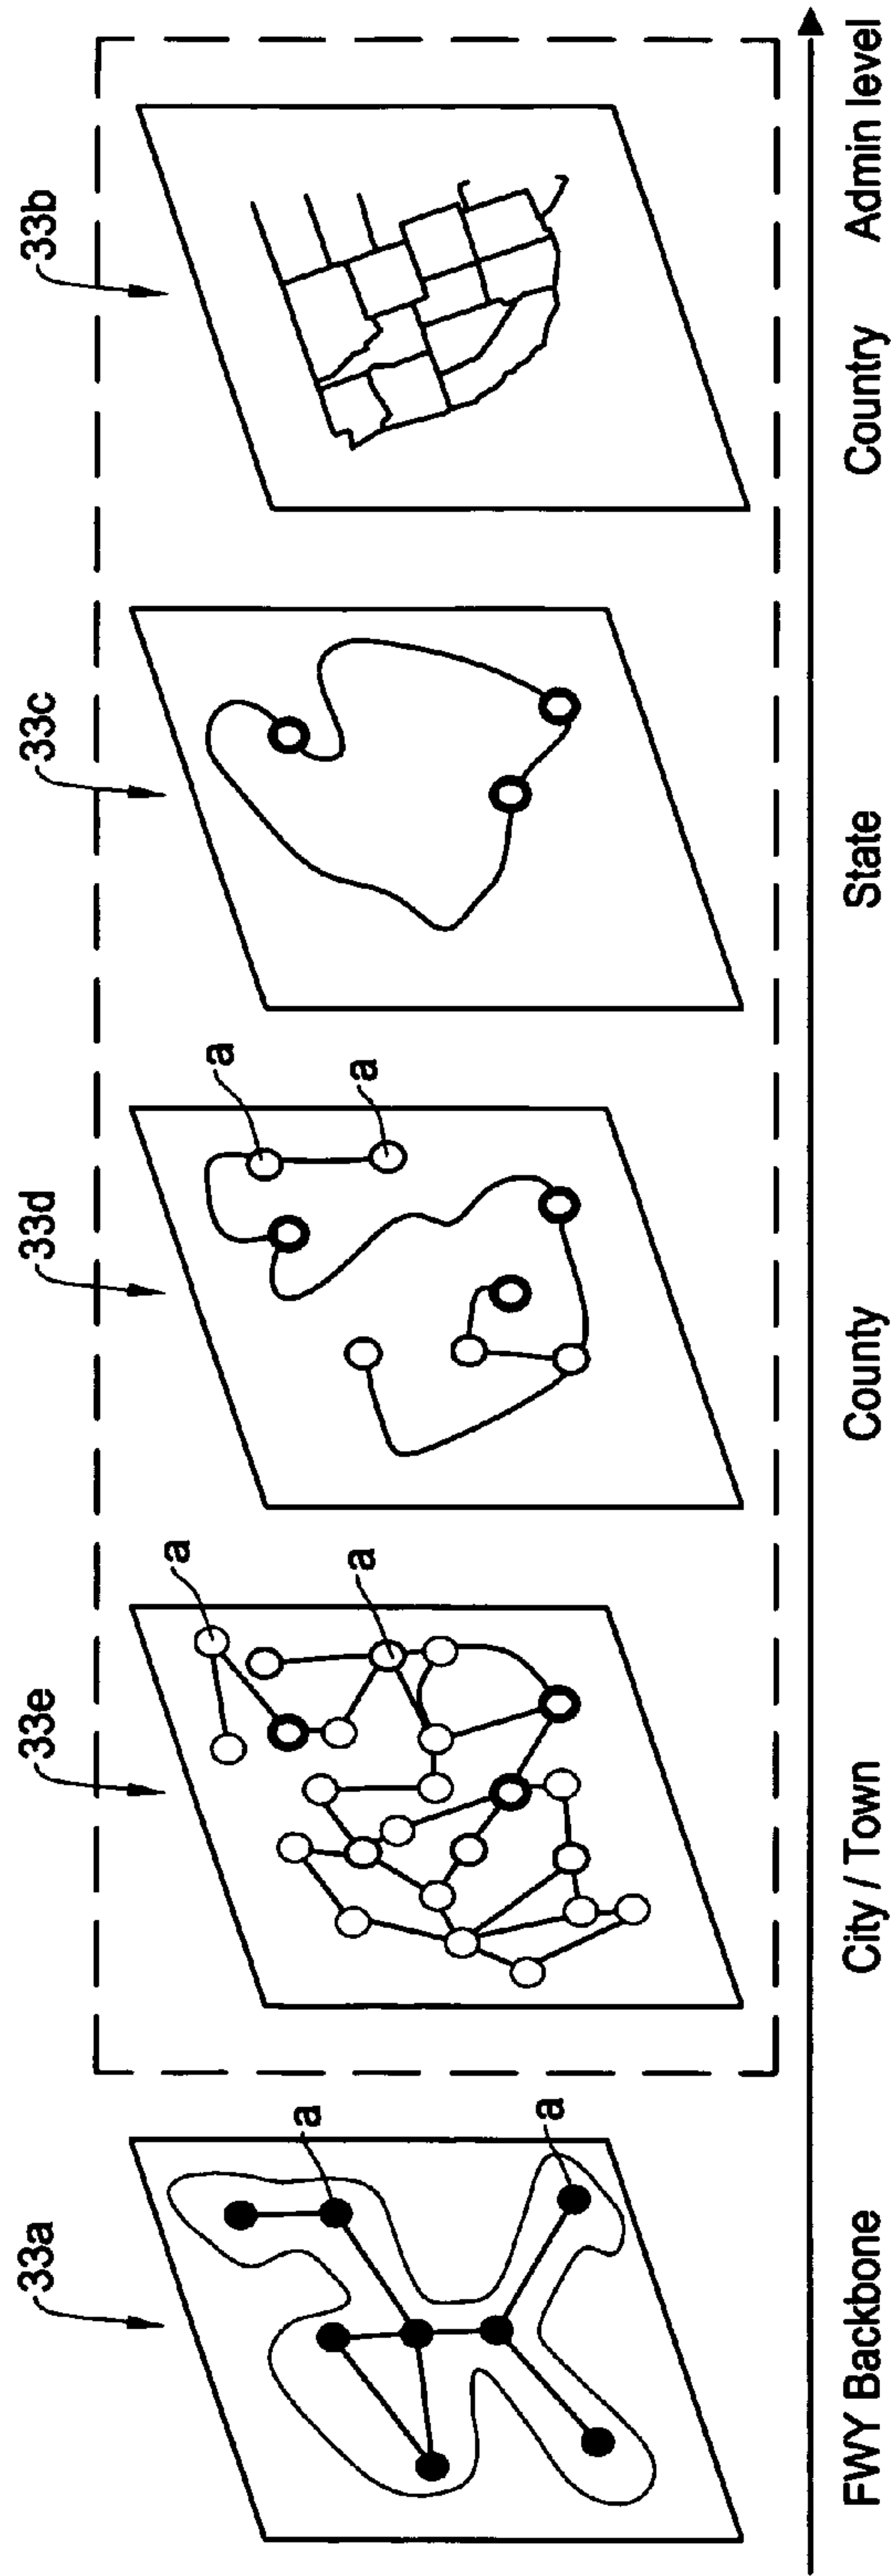 33a
33e
33d
33c
33b
a
a
a
a
a
a
FWY Backbone
City / Town
County
State
Country
Admin level